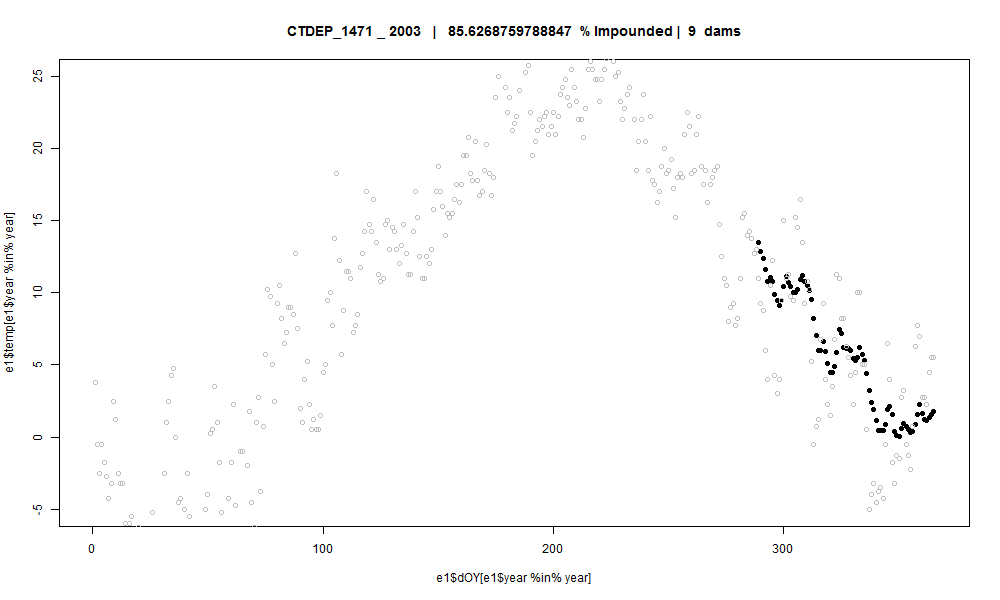 CTDEP_1471 _ 2003 | 85.6268759788847 % Impounded | 9 dams
e1$temp[e1$year %in% year]
25
20
15
10
5
0
-5
0 100 200 300
e1$dOY[e1$year %in% year]